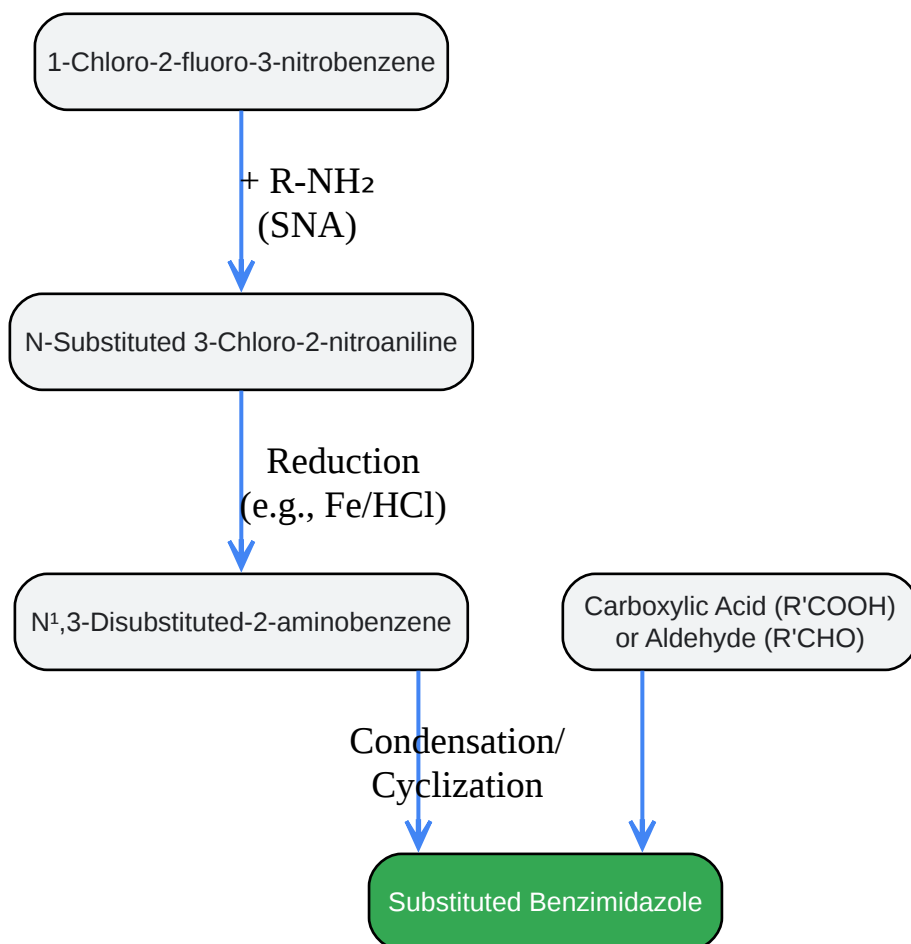 1-Chloro-2-fluoro-3-nitrobenzene
+ R-NH₂
(SNA)
N-Substituted 3-Chloro-2-nitroaniline
Reduction
(e.g., Fe/HCl)
N¹,3-Disubstituted-2-aminobenzene
Carboxylic Acid (R'COOH)
or Aldehyde (R'CHO)
Condensation/
Cyclization
Substituted Benzimidazole